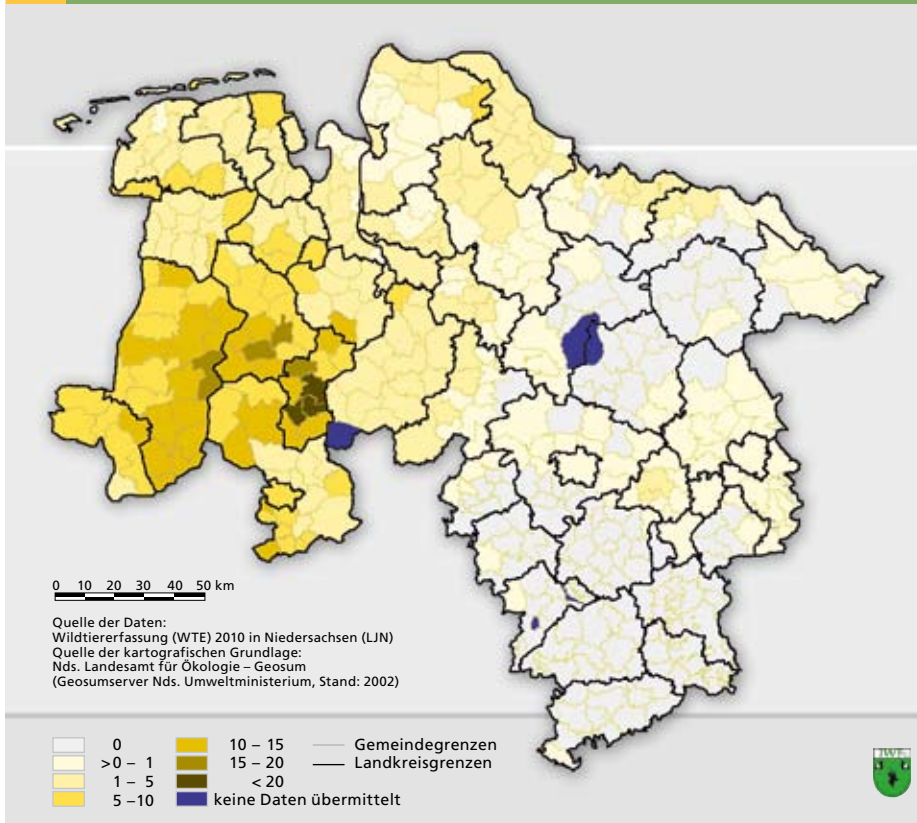 0 10 20 30 40 50 km
Quelle der Daten:
Wildtiererfassung (WTE) 2010 in Niedersachsen (LJN)
Quelle der kartografischen Grundlage:
Nds. Landesamt für Ökologie – Geosum
(Geosumserver Nds. Umweltministerium, Stand: 2002)
0
>0 – 1
1 – 5
5 –10
10 – 15
15 – 20
< 20
keine Daten übermittelt
Gemeindegrenzen
Landkreisgrenzen